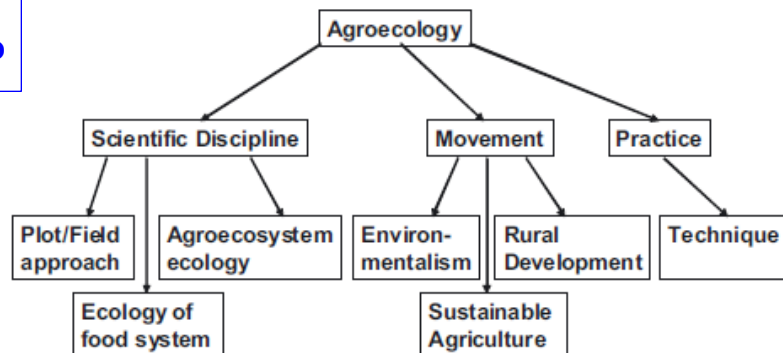 Agroecology
Scientific Discipline
Movement
Practice
Plot/Field
approach
Agroecosystem
ecology
Environ-
mentalism
Rural
Development
Technique
Ecology of
food system
Sustainable
Agriculture